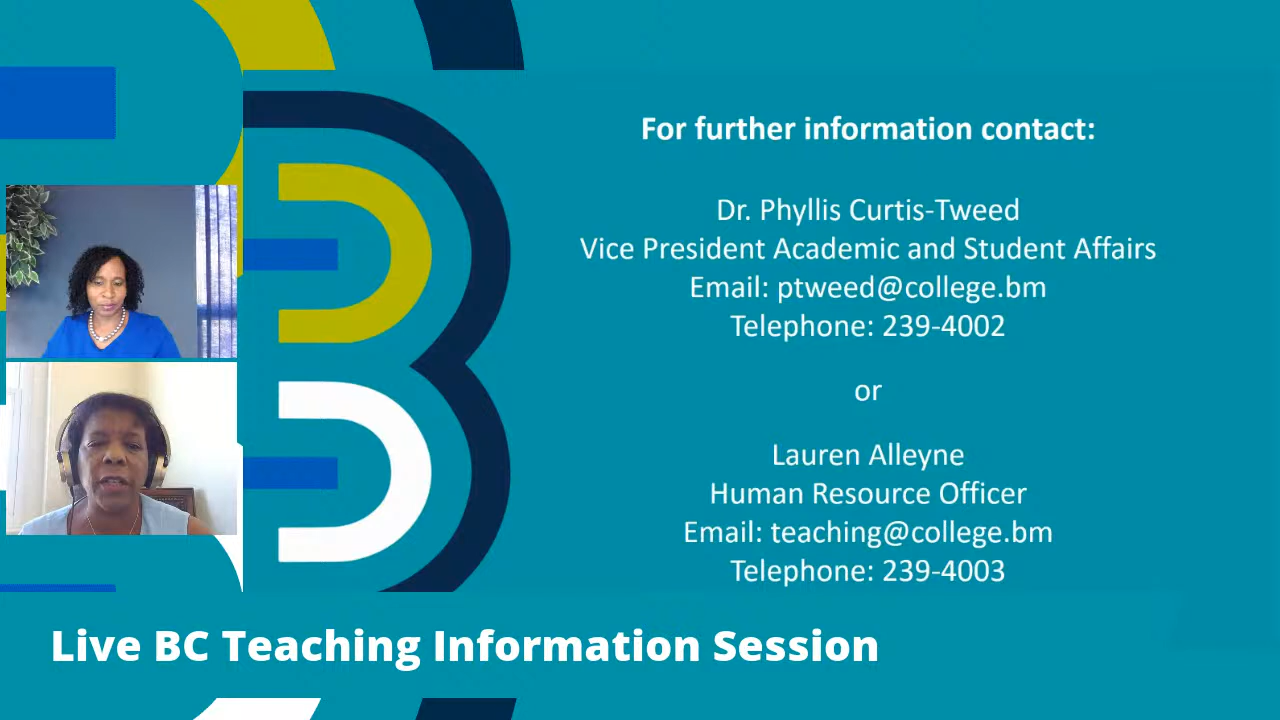 For further information contact:
Dr. Phyllis Curtis-Tweed
Vice President Academic and Student Affairs
Email: ptweed@college.bm
Telephone: 239-4002
or
Lauren Alleyne
Human Resource Officer
Email: teaching@college.bm
Telephone: 239-4003
Live BC Teaching Information Session